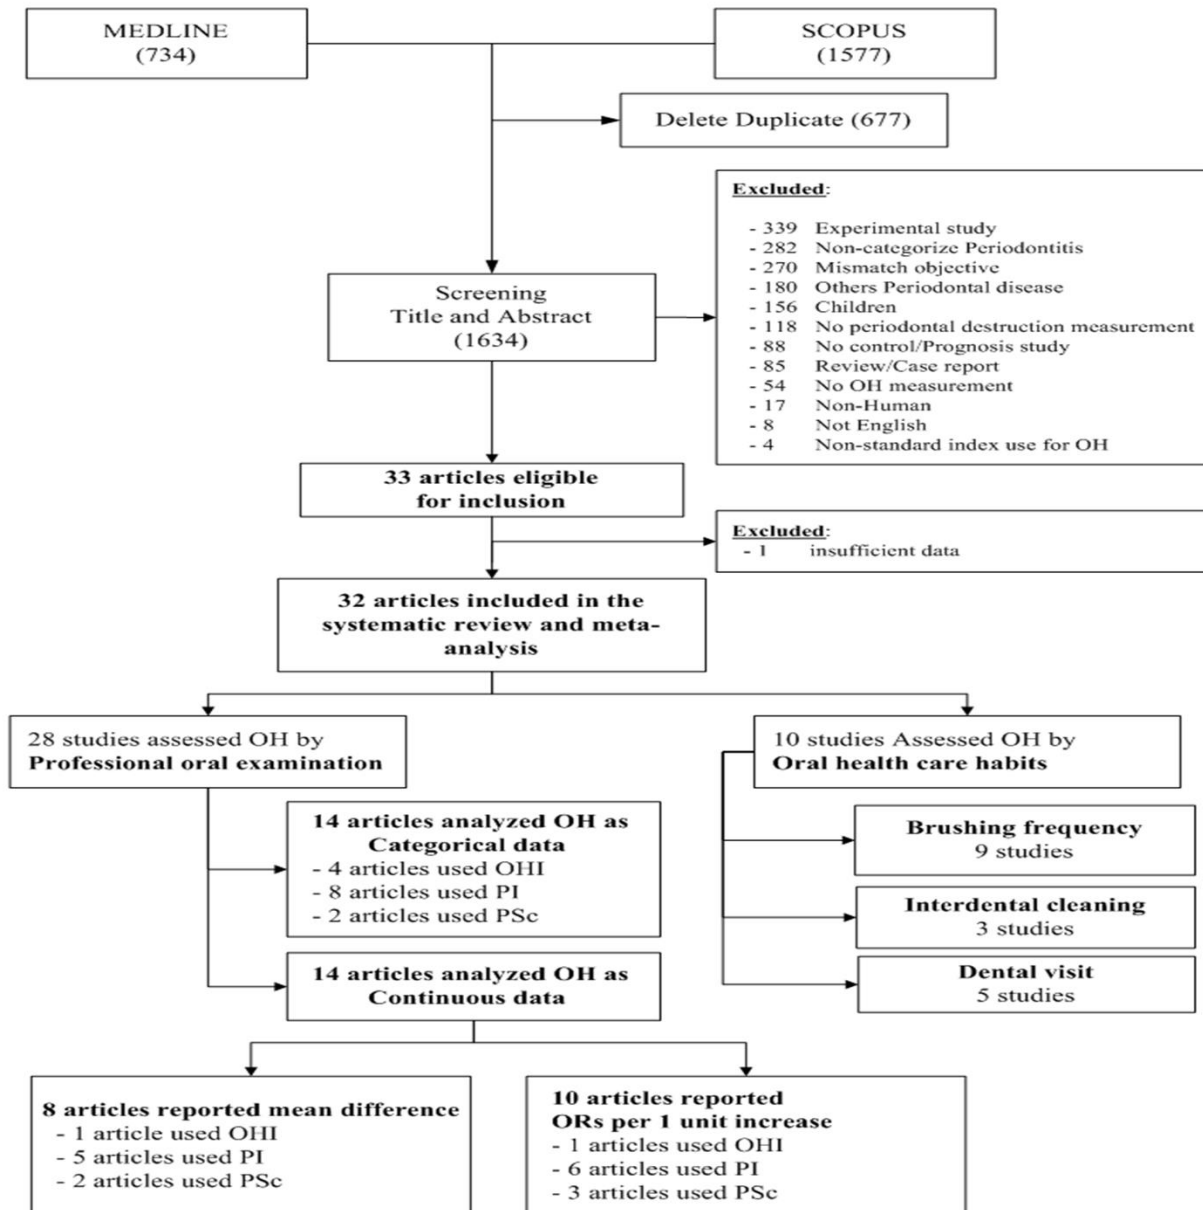 MEDLINE
(734)
SCOPUS
(1577)
Delete Duplicate (677)
Excluded:
- 339 Experimental study
- 282 Non-categorize Periodontitis
- 270 Mismatch objective
- 180 Others Periodontal disease
- 156 Children
- 118 No periodontal destruction measurement
- 88 No control/Prognosis study
- 85 Review/Case report
- 54 No OH measurement
- 17 Non-Human
- 8 Not English
- 4 Non-standard index use for OH
Screening
Title and Abstract
(1634)
33 articles eligible
for inclusion
Excluded:
- 1 insufficient data
32 articles included in the
systematic review and meta-
analysis
28 studies assessed OH by
Professional oral examination
10 studies Assessed OH by
Oral health care habits
14 articles analyzed OH as
Categorical data
- 4 articles used OHI
- 8 articles used PI
- 2 articles used PSc
Brushing frequency
9 studies
Interdental cleaning
3 studies
Dental visit
5 studies
14 articles analyzed OH as
Continuous data
8 articles reported mean difference
- 1 article used OHI
- 5 articles used PI
- 2 articles used PSc
10 articles reported
ORs per 1 unit increase
- 1 articles used OHI
- 6 articles used PI
- 3 articles used PSc